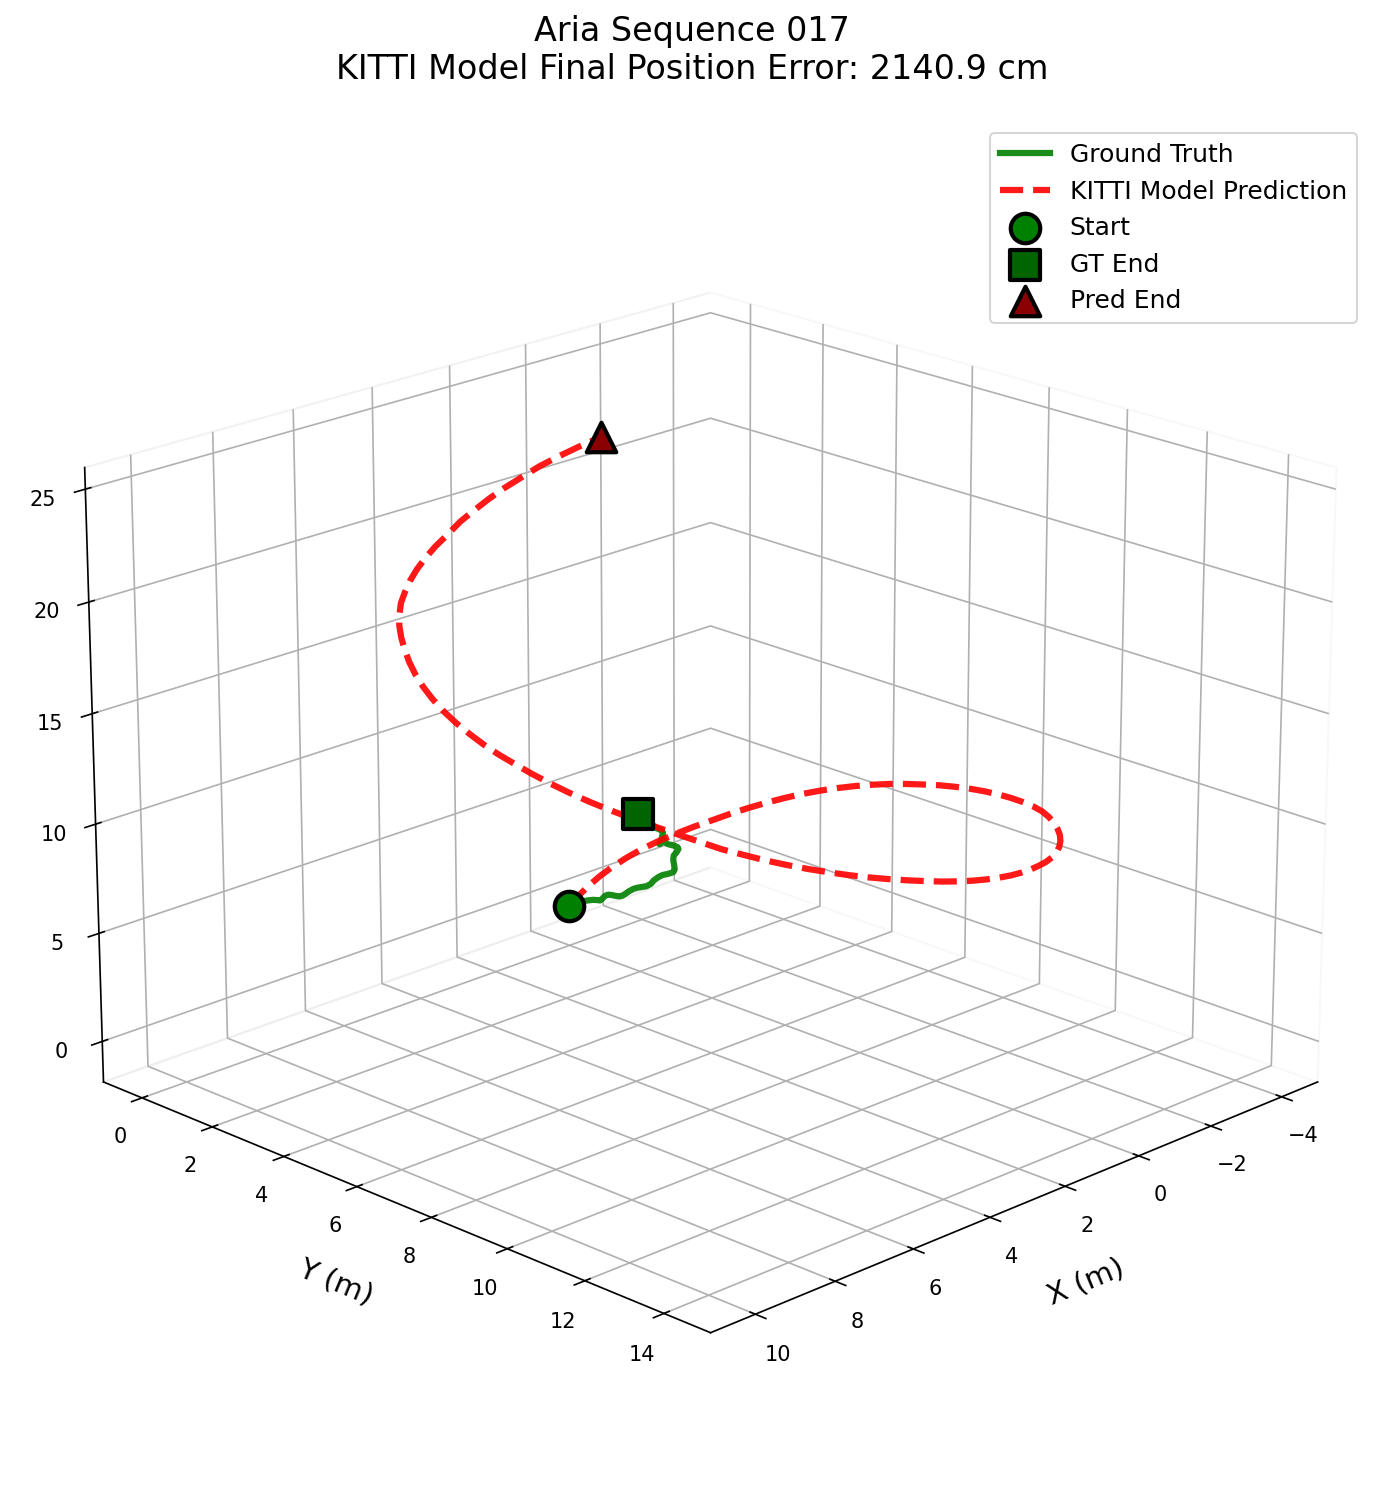 Aria Sequence 017
KITTI Model Final Position Error: 2140.9 cm
Ground Truth
KITTI Model Prediction
Start
GT End
Pred End
25
20
15
10
5
0
0
2
4
6
8
10
12
14
Y (m)
−4
−2
0
2
4
6
8
10
X (m)